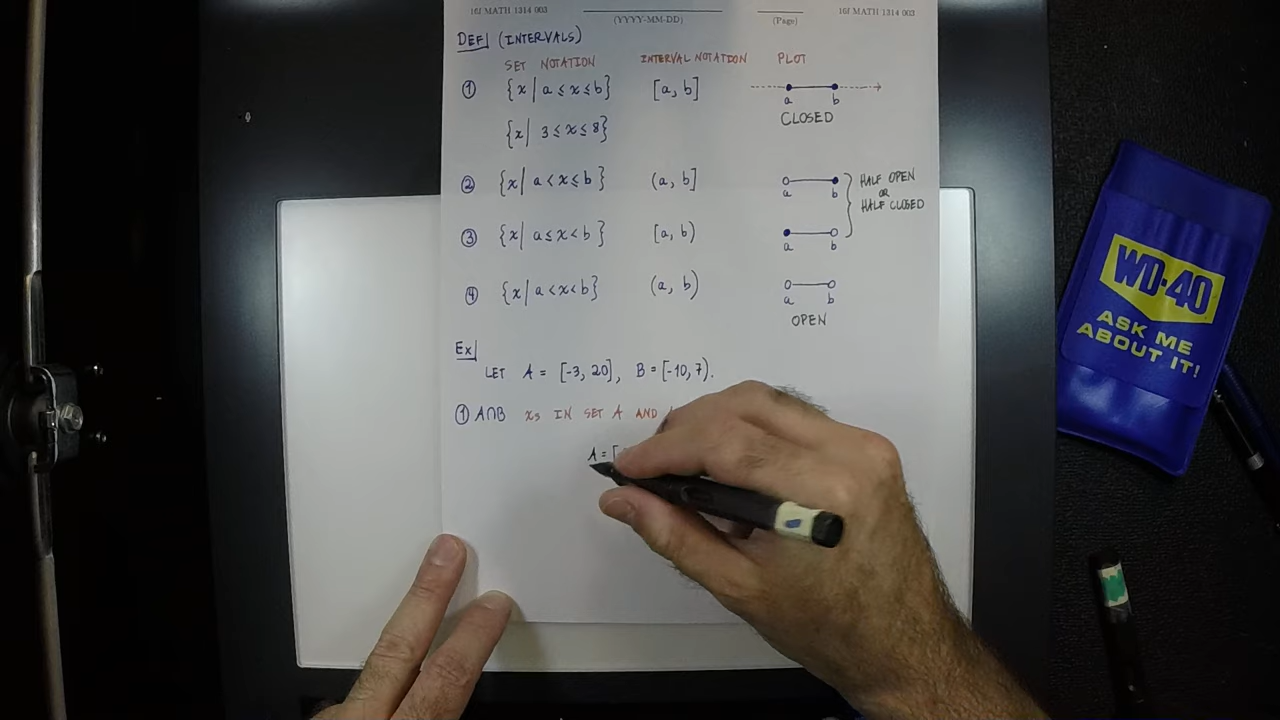 16f MATH 1314 003 (YYYY-MM-DD) (Page) 16f MATH 1314 003
DEF (INTERVALS)
SET NOTATION INTERVAL NOTATION PLOT
① {x | a ≤ x ≤ b} [a, b] a b
CLOSED
{x | 3 ≤ x ≤ 8}
② {x | a < x ≤ b} (a, b] a b
③ {x | a ≤ x < b} [a, b) a b
HALF OPEN
OR
HALF CLOSED
④ {x | a < x < b} (a, b) a b
OPEN
EX
LET A = [-3, 20], B = [-10, 7).
① A∩B xs IN SET A AND
A = [
WD-40
ASK ME
ABOUT IT!